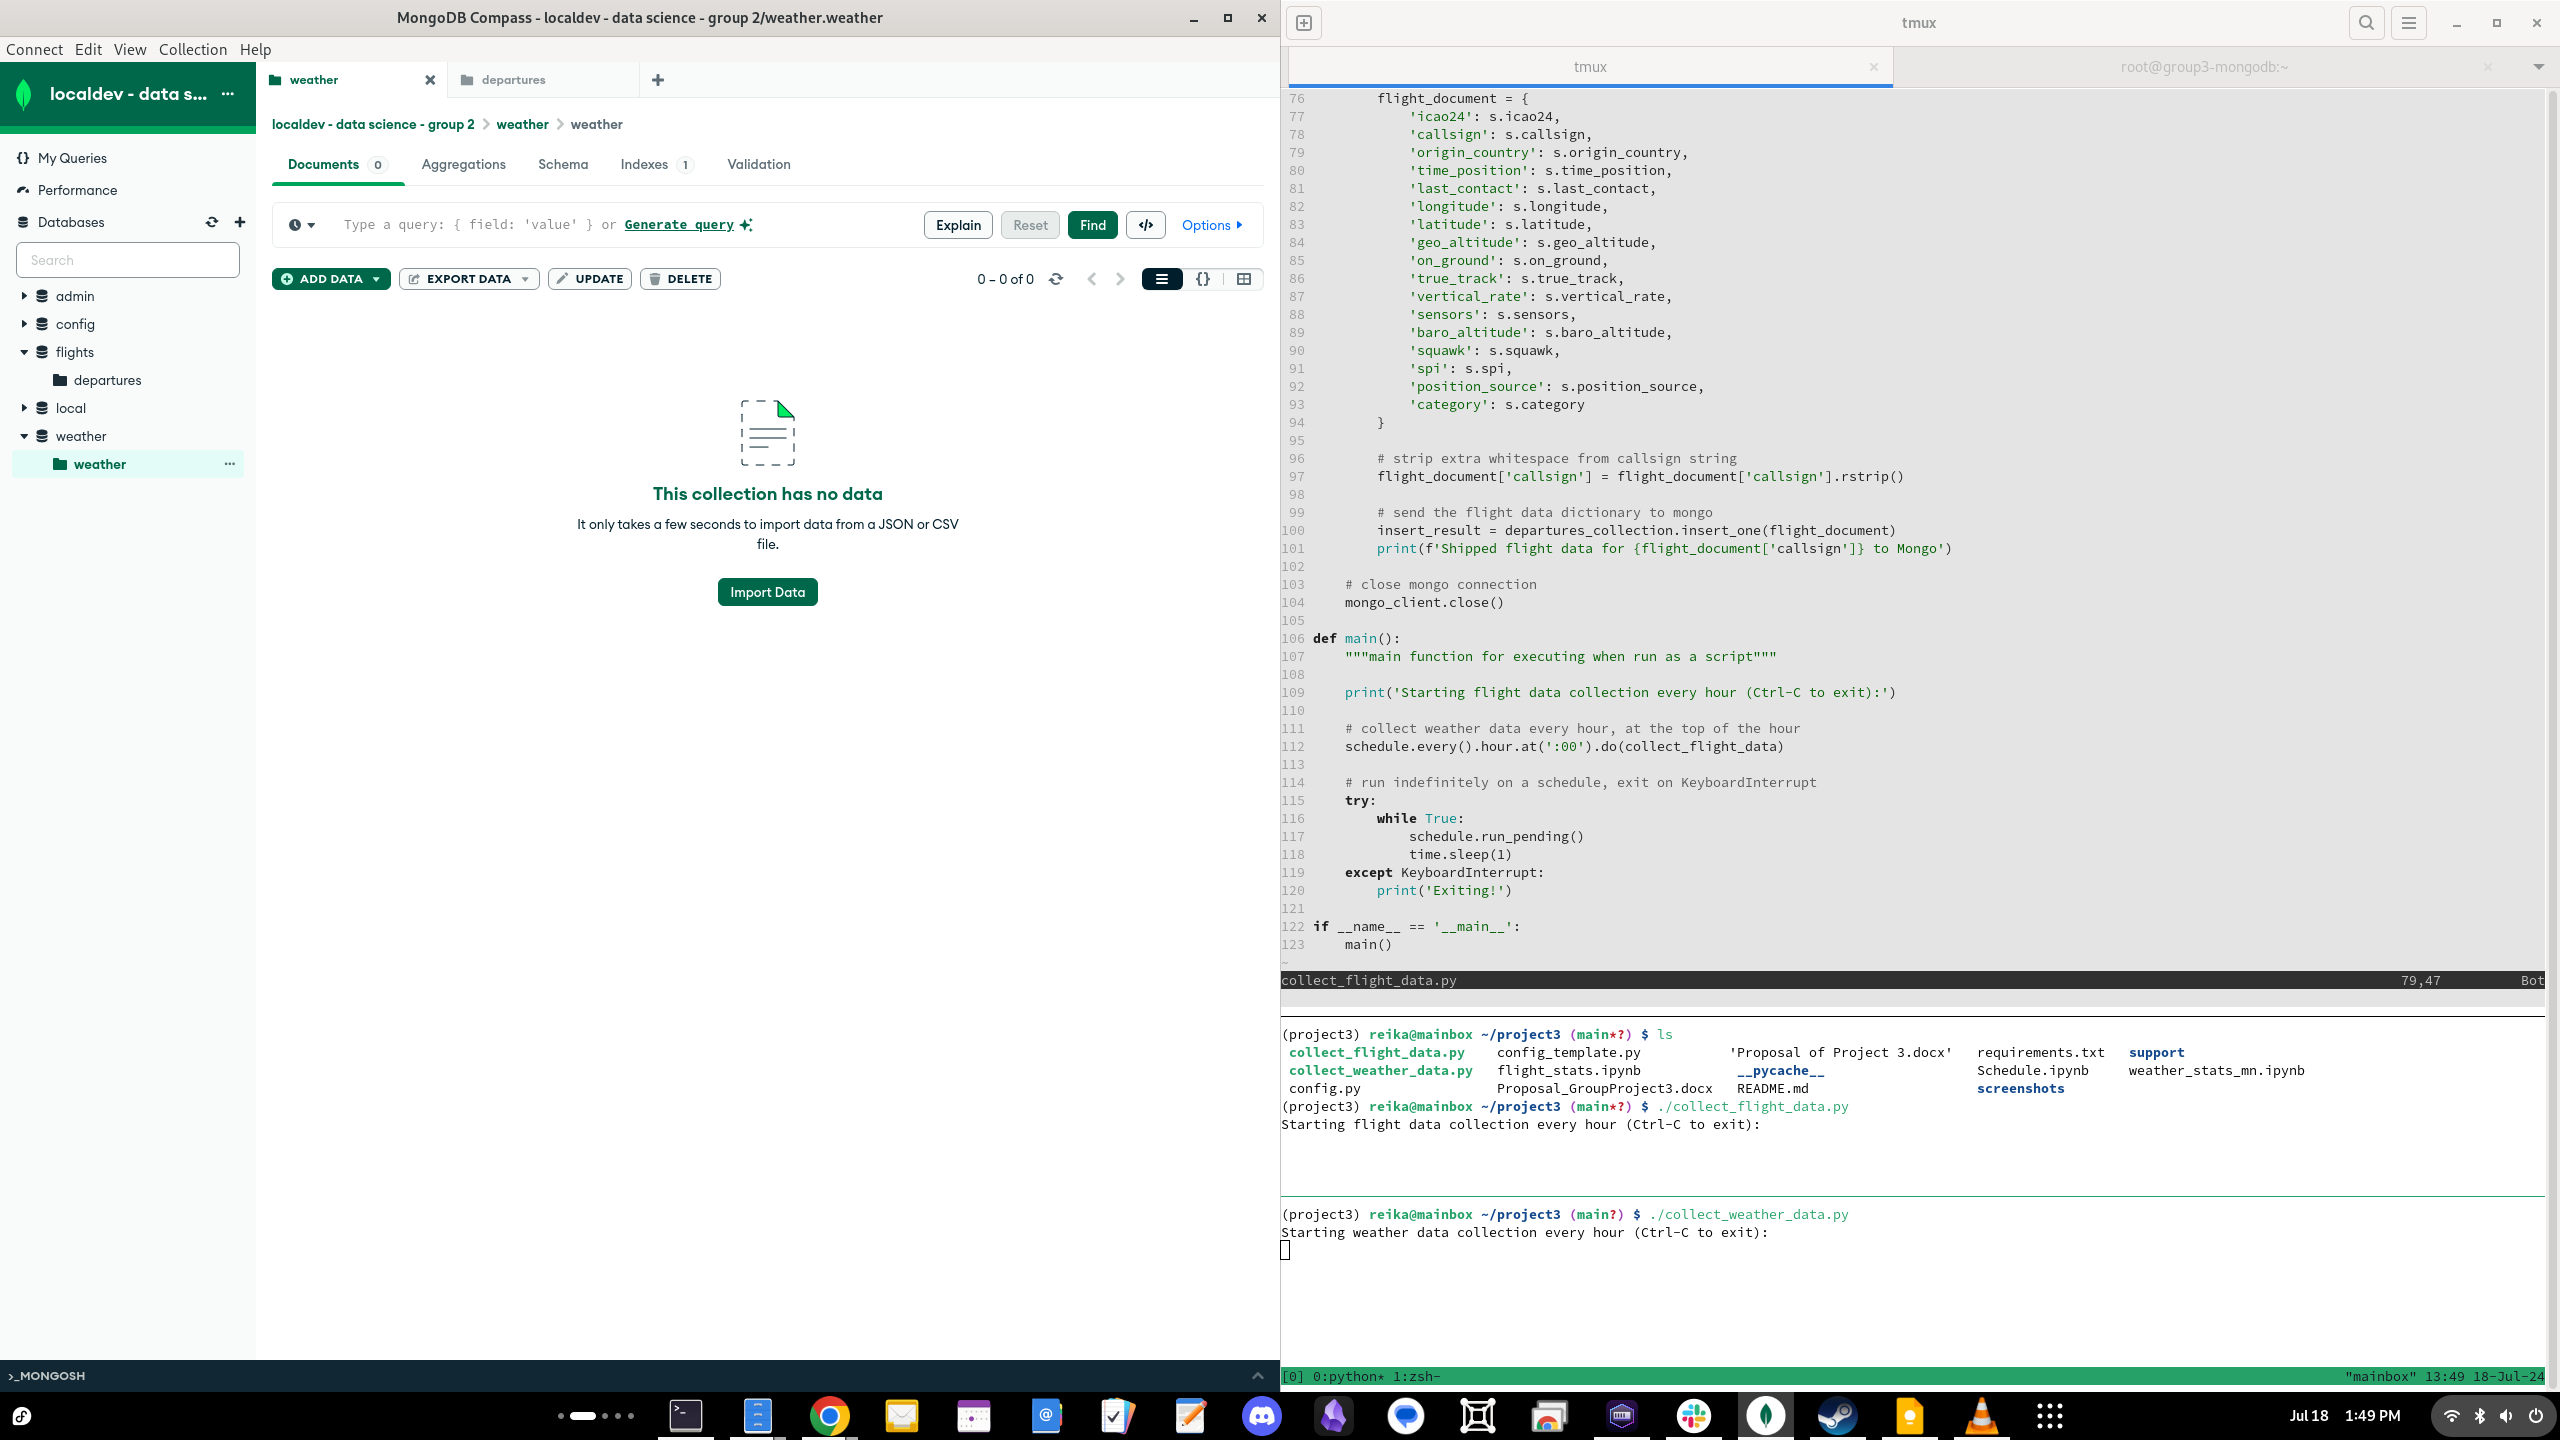 MongoDB Compass - localdev - data science - group 2/weather.weather
Connect Edit View Collection Help
localdev - data s...
My Queries
Performance
Databases
Search
admin
config
flights
departures
local
weather
weather
weather
departures
localdev - data science - group 2 > weather > weather
Documents 0 Aggregations Schema Indexes 1 Validation
Type a query: { field: 'value' } or Generate query
Explain Reset Find </> Options
ADD DATA EXPORT DATA UPDATE DELETE 0 – 0 of 0
This collection has no data
It only takes a few seconds to import data from a JSON or CSV
file.
Import Data
>_MONGOSH
tmux
tmux
root@group3-mongodb:~
76         flight_document = {
77             'icao24': s.icao24,
78             'callsign': s.callsign,
79             'origin_country': s.origin_country,
80             'time_position': s.time_position,
81             'last_contact': s.last_contact,
82             'longitude': s.longitude,
83             'latitude': s.latitude,
84             'geo_altitude': s.geo_altitude,
85             'on_ground': s.on_ground,
86             'true_track': s.true_track,
87             'vertical_rate': s.vertical_rate,
88             'sensors': s.sensors,
89             'baro_altitude': s.baro_altitude,
90             'squawk': s.squawk,
91             'spi': s.spi,
92             'position_source': s.position_source,
93             'category': s.category
94         }
95
96         # strip extra whitespace from callsign string
97         flight_document['callsign'] = flight_document['callsign'].rstrip()
98
99         # send the flight data dictionary to mongo
100         insert_result = departures_collection.insert_one(flight_document)
101         print(f'Shipped flight data for {flight_document['callsign']} to Mongo')
102
103     # close mongo connection
104     mongo_client.close()
105
106 def main():
107     """main function for executing when run as a script"""
108
109     print('Starting flight data collection every hour (Ctrl-C to exit):')
110
111     # collect weather data every hour, at the top of the hour
112     schedule.every().hour.at(':00').do(collect_flight_data)
113
114     # run indefinitely on a schedule, exit on KeyboardInterrupt
115     try:
116         while True:
117             schedule.run_pending()
118             time.sleep(1)
119     except KeyboardInterrupt:
120         print('Exiting!')
121
122 if __name__ == '__main__':
123     main()
~
collect_flight_data.py 79,47 Bot
(project3) reika@mainbox ~/project3 (main*?) $ ls
collect_flight_data.py config_template.py 'Proposal of Project 3.docx' requirements.txt support
collect_weather_data.py flight_stats.ipynb __pycache__ Schedule.ipynb weather_stats_mn.ipynb
config.py Proposal_GroupProject3.docx README.md screenshots
(project3) reika@mainbox ~/project3 (main*?) $ ./collect_flight_data.py
Starting flight data collection every hour (Ctrl-C to exit):
(project3) reika@mainbox ~/project3 (main?) $ ./collect_weather_data.py
Starting weather data collection every hour (Ctrl-C to exit):
[0] 0:python* 1:zsh- "mainbox" 13:49 18-Jul-24
Jul 18 1:49 PM